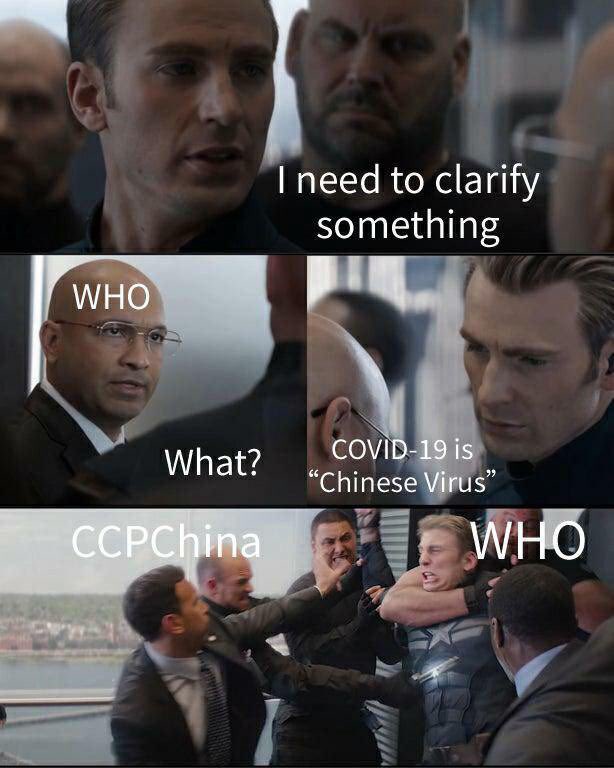 I need to clarify
something
WHO
What?
COVID-19 is
“Chinese Virus”
CCPChina
WHO